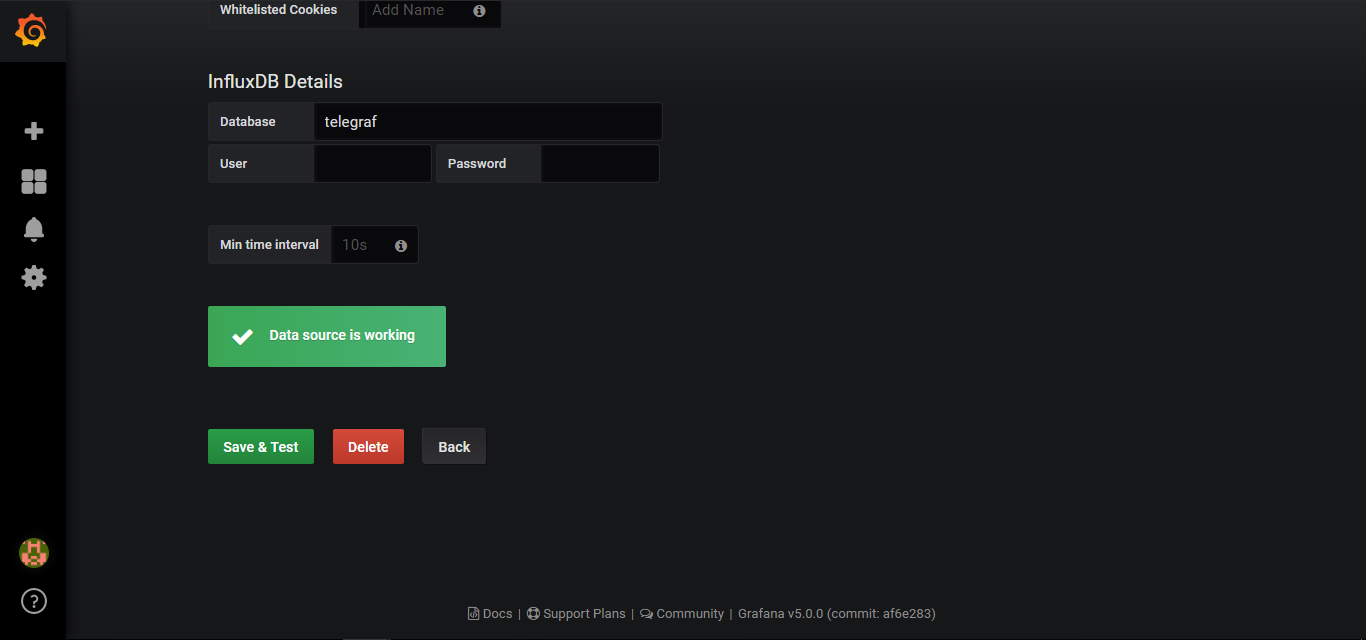 Whitelisted Cookies Add Name
InfluxDB Details
Database telegraf
User Password
Min time interval 10s
Data source is working
Save & Test Delete Back
Docs | Support Plans | Community | Grafana v5.0.0 (commit: af6e283)